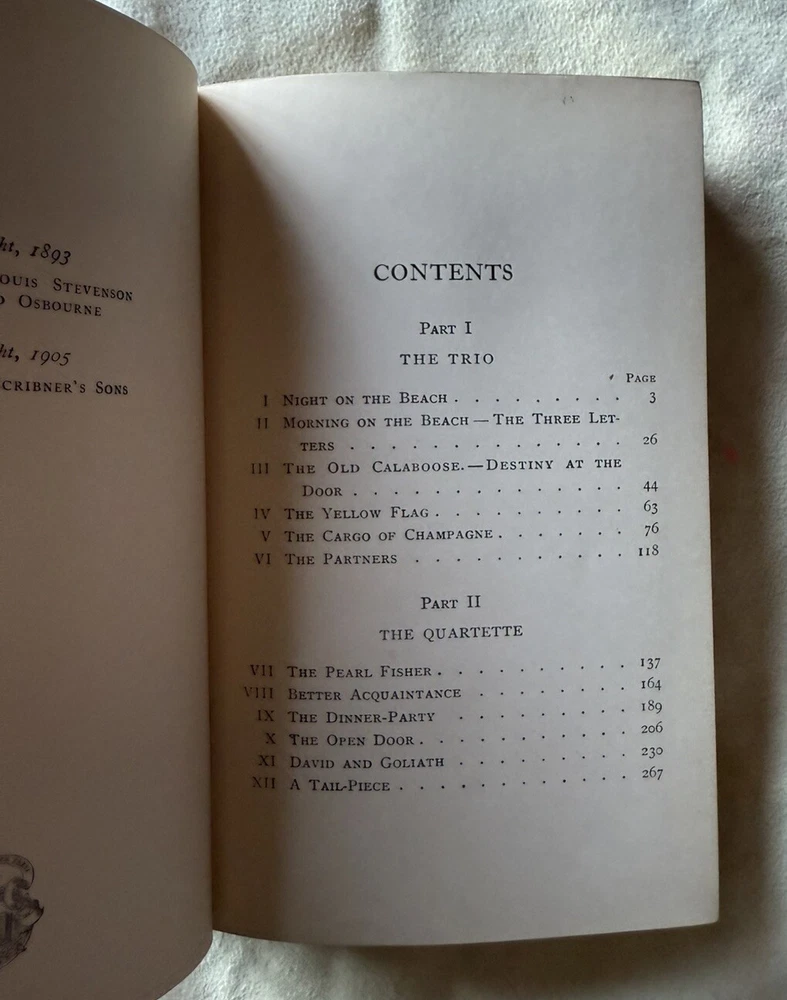 ht, 1893
OUIS STEVENSON
D OSBOURNE
ht, 1905
CRIBNER'S SONS
CONTENTS
PART I
THE TRIO
PAGE
I NIGHT ON THE BEACH . . . . . . . . . 3
II MORNING ON THE BEACH — THE THREE LET-
TERS . . . . . . . . . . . . . 26
III THE OLD CALABOOSE. — DESTINY AT THE
DOOR . . . . . . . . . . . . . 44
IV THE YELLOW FLAG . . . . . . . . . 63
V THE CARGO OF CHAMPAGNE . . . . . . 76
VI THE PARTNERS . . . . . . . . . . 118
PART II
THE QUARTETTE
VII THE PEARL FISHER . . . . . . . . . 137
VIII BETTER ACQUAINTANCE . . . . . . . 164
IX THE DINNER-PARTY . . . . . . . . 189
X THE OPEN DOOR . . . . . . . . . . 206
XI DAVID AND GOLIATH . . . . . . . . 230
XII A TAIL-PIECE . . . . . . . . . . . 267